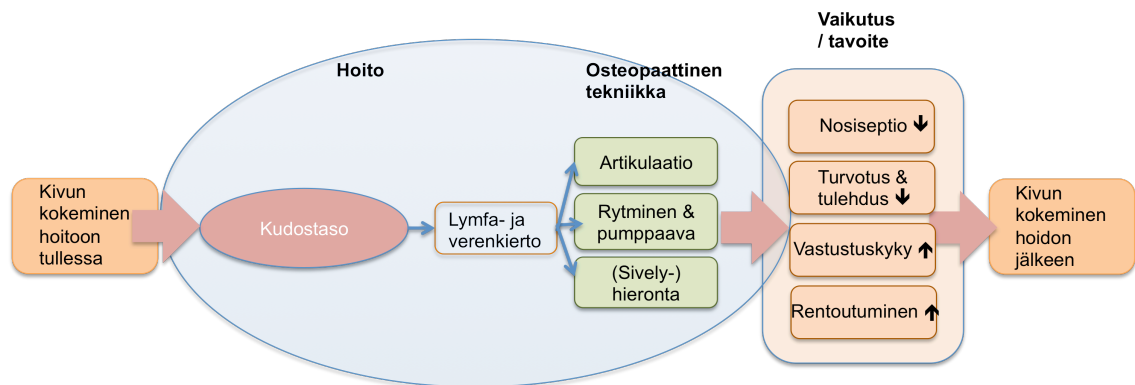 Kivun
kokeminen
hoitoon
tullessa
Hoito
Kudostaso
Lymfa- ja
verenkierto
Osteopaattinen
tekniikka
Artikulaatio
Rytminen &
pumppaava
(Sively-)
hieronta
Vaikutus
/ tavoite
Nosiseptio 🡫
Turvotus &
tulehdus 🡫
Vastustuskyky 🡩
Rentoutuminen 🡩
Kivun
kokeminen
hoidon
jälkeen